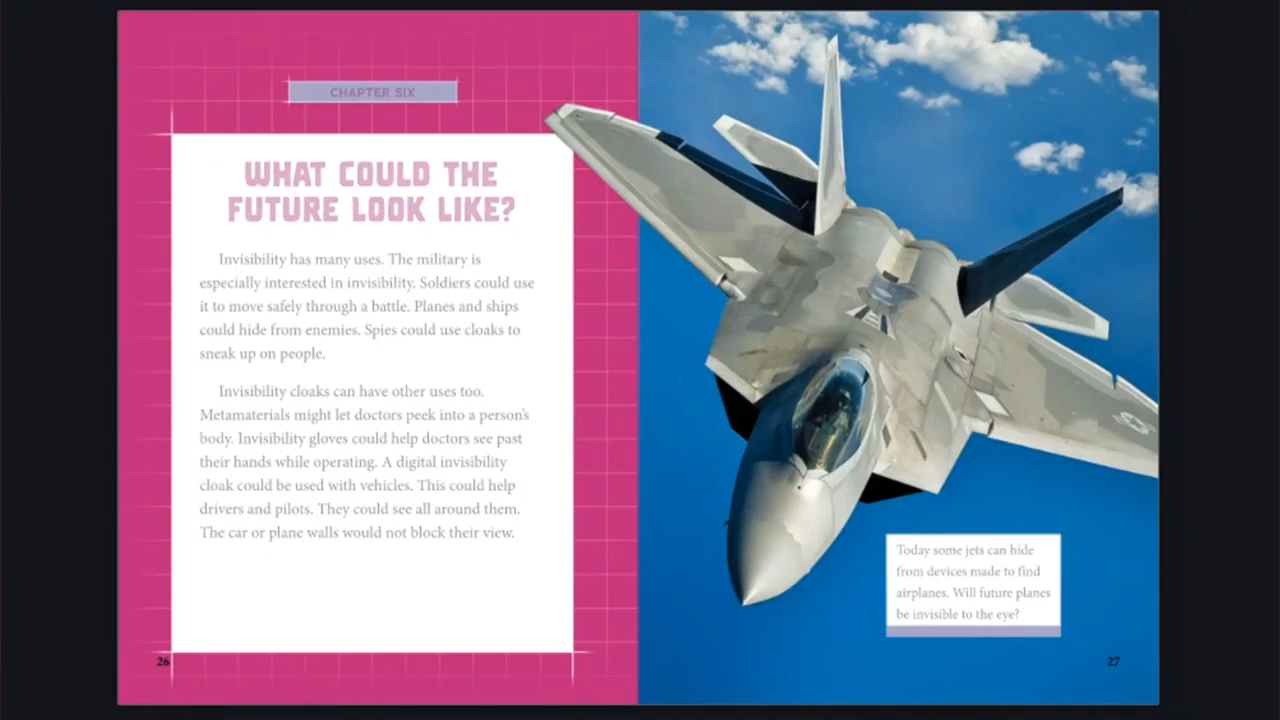 CHAPTER SIX
WHAT COULD THE
FUTURE LOOK LIKE?
Invisibility has many uses. The military is
especially interested in invisibility. Soldiers could use
it to move safely through a battle. Planes and ships
could hide from enemies. Spies could use cloaks to
sneak up on people.
Invisibility cloaks can have other uses too.
Metamaterials might let doctors peek into a person's
body. Invisibility gloves could help doctors see past
their hands while operating. A digital invisibility
cloak could be used with vehicles. This could help
drivers and pilots. They could see all around them.
The car or plane walls would not block their view.
26
Today some jets can hide
from devices made to find
airplanes. Will future planes
be invisible to the eye?
27